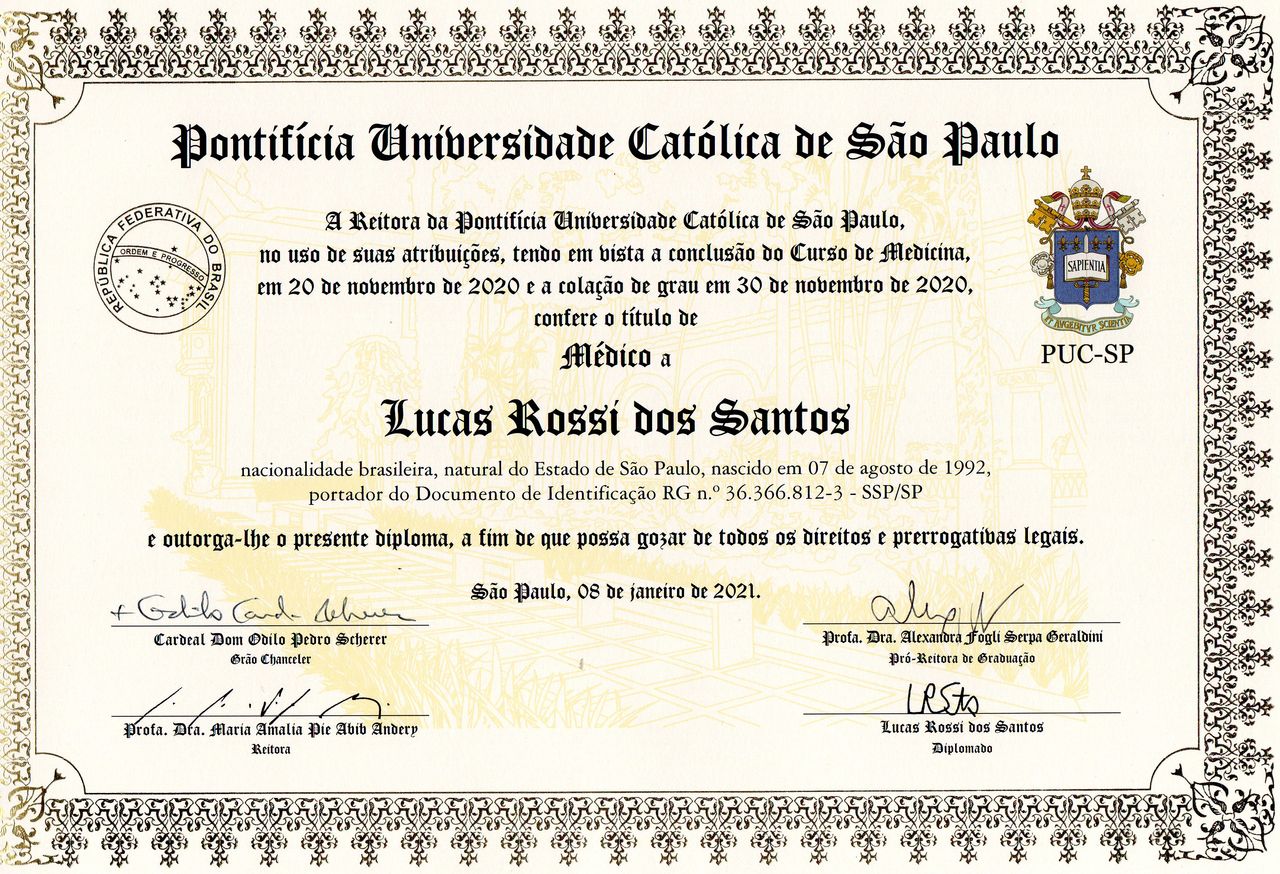 Pontifícia Universidade Católica de São Paulo
REPÚBLICA FEDERATIVA DO BRASIL
ORDEM E PROGRESSO
A Reitora da Pontifícia Universidade Católica de São Paulo,
no uso de suas atribuições, tendo em vista a conclusão do Curso de Medicina,
em 20 de novembro de 2020 e a colação de grau em 30 de novembro de 2020,
confere o título de
Médico a
SAPIENTIA
ET AVGEBITVR SCIENTIA
PUC-SP
Lucas Rossi dos Santos
nacionalidade brasileira, natural do Estado de São Paulo, nascido em 07 de agosto de 1992,
portador do Documento de Identificação RG n.º 36.366.812-3 - SSP/SP
e outorga-lhe o presente diploma, a fim de que possa gozar de todos os direitos e prerrogativas legais.
São Paulo, 08 de janeiro de 2021.
Cardeal Dom Odilo Pedro Scherer
Grão Chanceler
Profa. Dra. Alexandra Fogli Serpa Geraldini
Pró-Reitora de Graduação
Profa. Dra. Maria Amalia Pie Abib Andery
Reitora
Lucas Rossi dos Santos
Diplomado